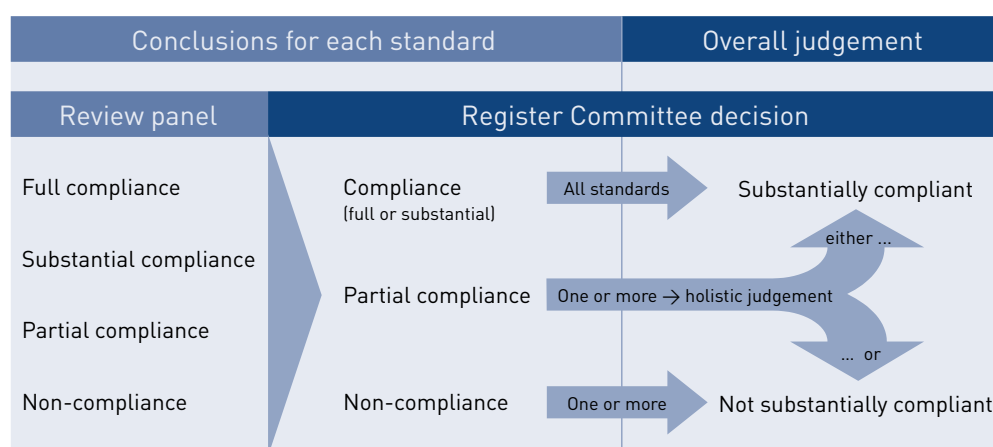 Conclusions for each standard
Overall judgement
Review panel
Register Committee decision
Full compliance
Substantial compliance
Partial compliance
Non-compliance
Compliance
(full or substantial)
All standards
Substantially compliant
either ...
Partial compliance
One or more → holistic judgement
... or
Non-compliance
One or more
Not substantially compliant